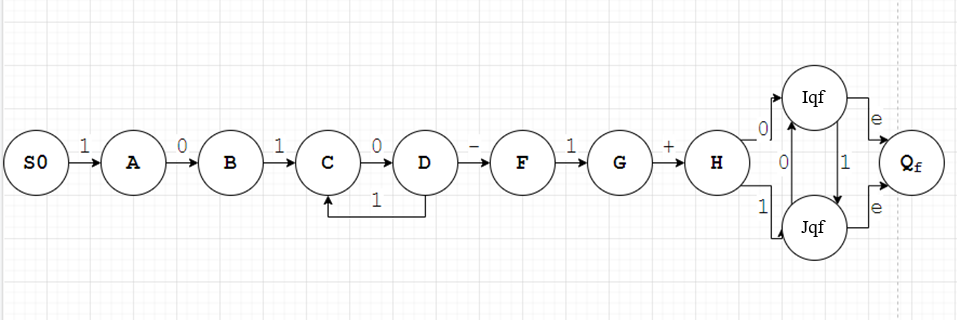 Iqf
0
e
1 0 1 0 - 1 + 0 1
S0 A B C D F G H Qf
1 1 e
Jqf